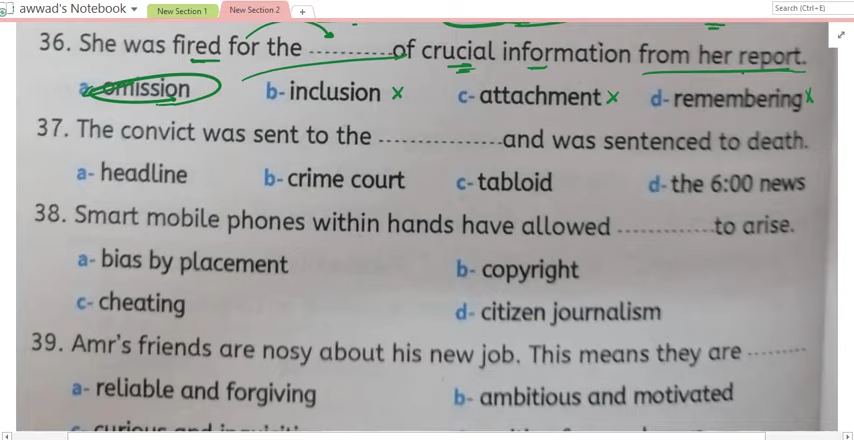 awwad's Notebook
New Section 1
New Section 2
+
Search (Ctrl+E)
36. She was fired for the ............ of crucial information from her report.
a- omission b- inclusion x c- attachment x d- remembering x
37. The convict was sent to the ................ and was sentenced to death.
a- headline b- crime court c- tabloid d- the 6:00 news
38. Smart mobile phones within hands have allowed ............. to arise.
a- bias by placement b- copyright
c- cheating d- citizen journalism
39. Amr's friends are nosy about his new job. This means they are ........
a- reliable and forgiving b- ambitious and motivated
c- curious and